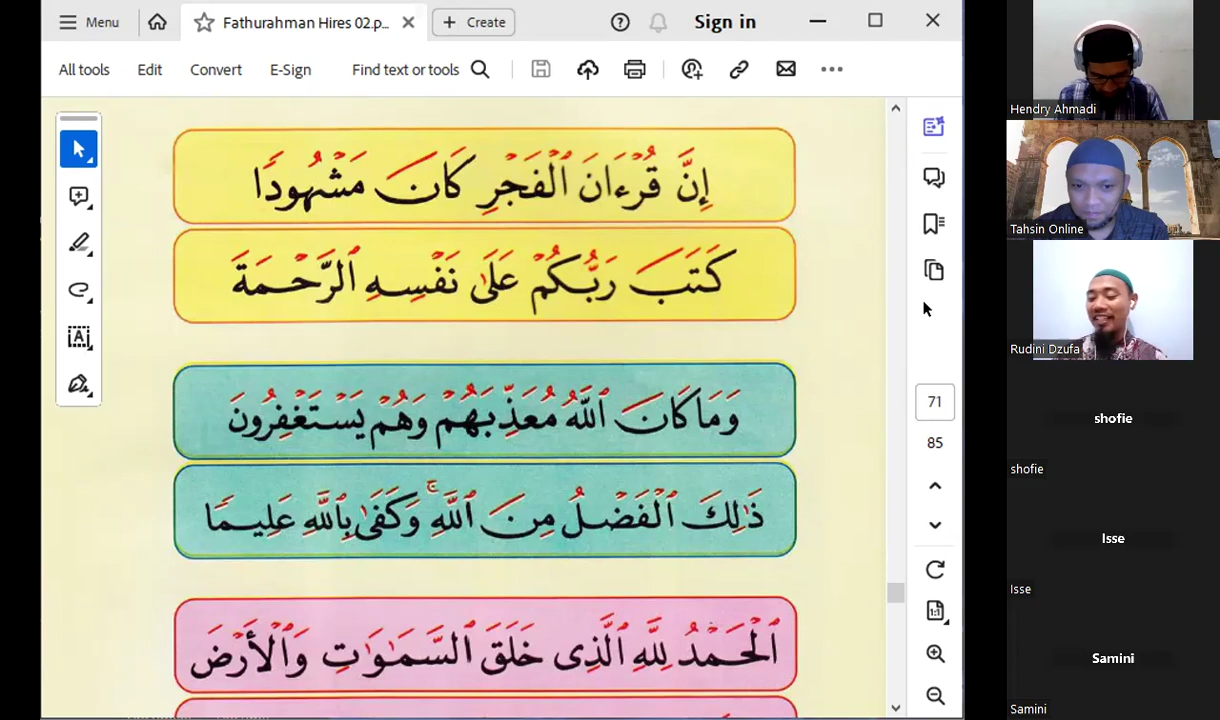 Menu
Fathurahman Hires 02.p...
Create
Sign in
All tools
Edit
Convert
E-Sign
Find text or tools
إِنَّ قُرْءَانَ ٱلْفَجْرِ كَانَ مَشْهُودًا
كَتَبَ رَبُّكُمْ عَلَىٰ نَفْسِهِ ٱلرَّحْمَةَ
وَمَا كَانَ ٱللَّهُ مُعَذِّبَهُمْ وَهُمْ يَسْتَغْفِرُونَ
ذَٰلِكَ ٱلْفَضْلُ مِنَ ٱللَّهِ ۚ وَكَفَىٰ بِٱللَّهِ عَلِيمًا
ٱلْحَمْدُ لِلَّهِ ٱلَّذِى خَلَقَ ٱلسَّمَـٰوَٰتِ وَٱلْأَرْضَ
71
85
1:1
Hendry Ahmadi
Tahsin Online
Rudini Dzufa
shofie
shofie
Isse
Isse
Samini
Samini